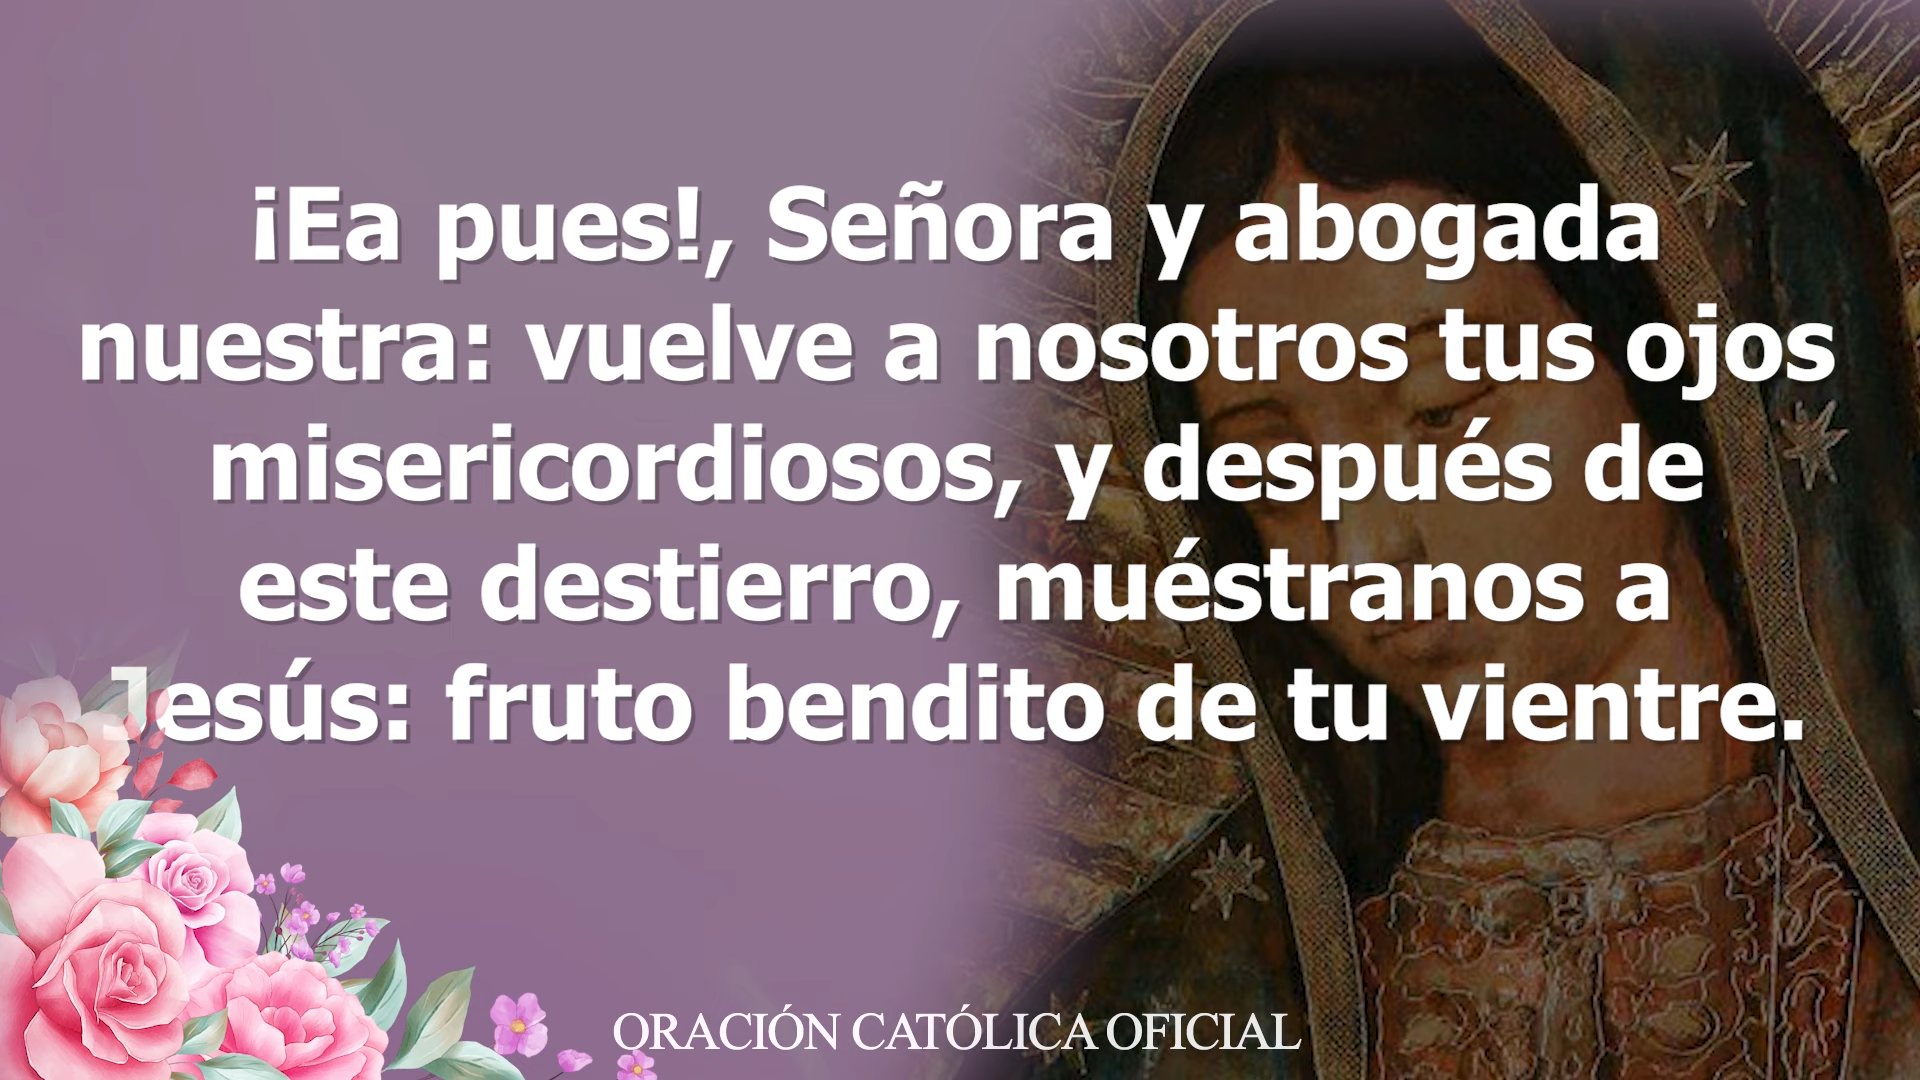 ¡Ea pues!, Señora y abogada
nuestra: vuelve a nosotros tus ojos
misericordiosos, y después de
este destierro, muéstranos a
Jesús: fruto bendito de tu vientre.
ORACIÓN CATÓLICA OFICIAL